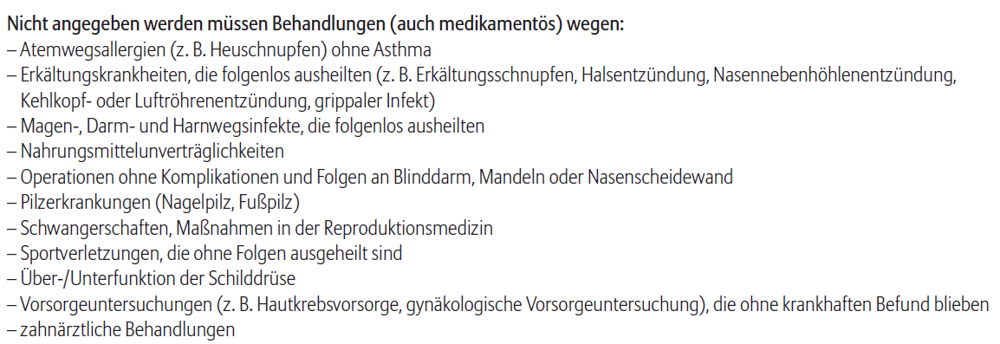 Nicht angegeben werden müssen Behandlungen (auch medikamentös) wegen:
– Atemwegsallergien (z. B. Heuschnupfen) ohne Asthma
– Erkältungskrankheiten, die folgenlos ausheilten (z. B. Erkältungsschnupfen, Halsentzündung, Nasennebenhöhlenentzündung,
Kehlkopf- oder Luftröhrenentzündung, grippaler Infekt)
– Magen-, Darm- und Harnwegsinfekte, die folgenlos ausheilten
– Nahrungsmittelunverträglichkeiten
– Operationen ohne Komplikationen und Folgen an Blinddarm, Mandeln oder Nasenscheidewand
– Pilzerkrankungen (Nagelpilz, Fußpilz)
– Schwangerschaften, Maßnahmen in der Reproduktionsmedizin
– Sportverletzungen, die ohne Folgen ausgeheilt sind
– Über-/Unterfunktion der Schilddrüse
– Vorsorgeuntersuchungen (z. B. Hautkrebsvorsorge, gynäkologische Vorsorgeuntersuchung), die ohne krankhaften Befund blieben
– zahnärztliche Behandlungen